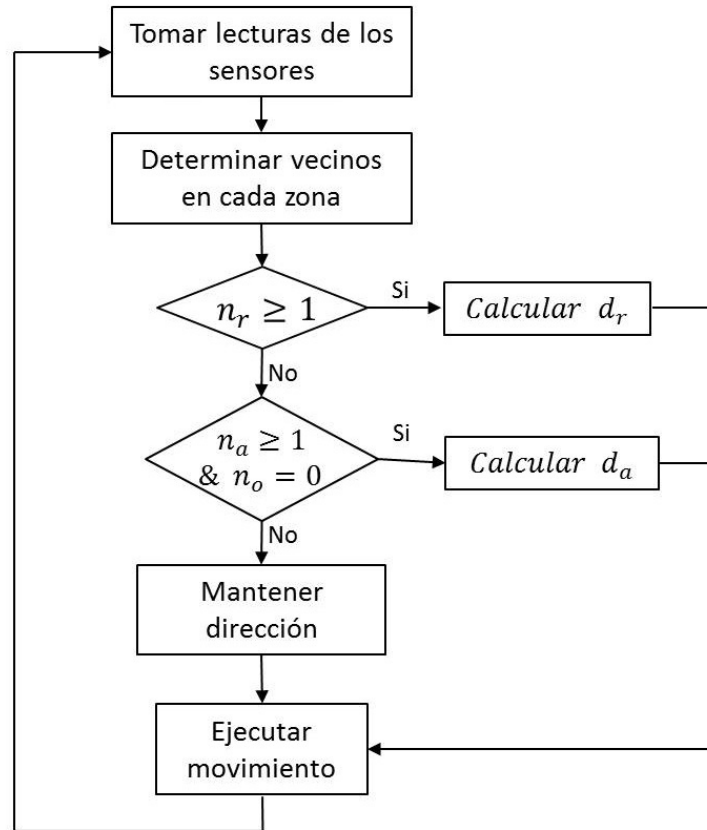 Tomar lecturas de los
sensores
Determinar vecinos
en cada zona
n_r ≥ 1
Si
Calcular d_r
No
n_a ≥ 1
& n_o = 0
Si
Calcular d_a
No
Mantener
dirección
Ejecutar
movimiento